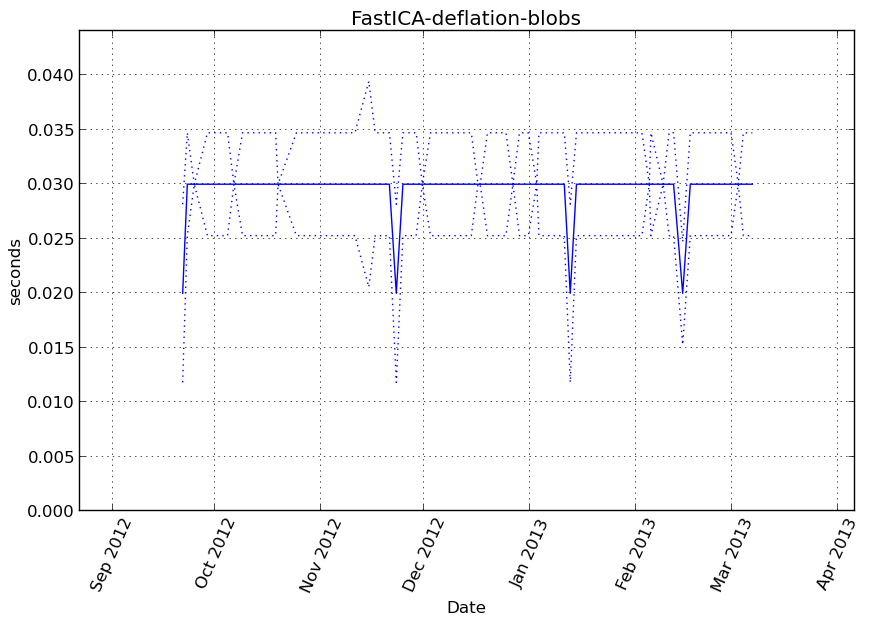 FastICA-deflation-blobs
seconds
0.040
0.035
0.030
0.025
0.020
0.015
0.010
0.005
0.000
Sep 2012
Oct 2012
Nov 2012
Dec 2012
Jan 2013
Feb 2013
Mar 2013
Apr 2013
Date